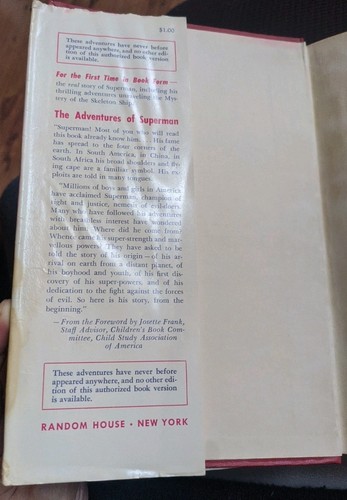 $1.00
These adventures have never before
appeared anywhere, and no other edi-
tion of this authorized book version
is available.
For the First Time in Book Form—
the real story of Superman, including his
thrilling adventures unraveling the Mys-
tery of the Skeleton Ship.
The Adventures of Superman
"Superman! Most of you who will read
this book already know him. His fame
has spread to the four corners of the
earth. In South America, in China, in
South Africa his broad shoulders and fly-
ing cape are a familiar symbol. His ex-
ploits are told in many tongues.
"Millions of boys and girls in America
have acclaimed Superman, champion of
right and justice, nemesis of evildoers.
Many who have followed his adventures
with breathless interest have wondered
about him. Where did he come from?
Whence came his super-strength and mar-
vellous powers? They have asked to be
told the story of his origin—of his ar-
rival on earth from a distant planet, of
his boyhood and youth, of his first dis-
covery of his super-powers, and of his
dedication to the fight against the forces
of evil. So here is his story, from the
beginning."
—From the Foreword by Josette Frank,
Staff Advisor, Children's Book Com-
mittee, Child Study Association
of America
These adventures have never before
appeared anywhere, and no other edi-
tion of this authorized book version
is available.
RANDOM HOUSE • NEW YORK